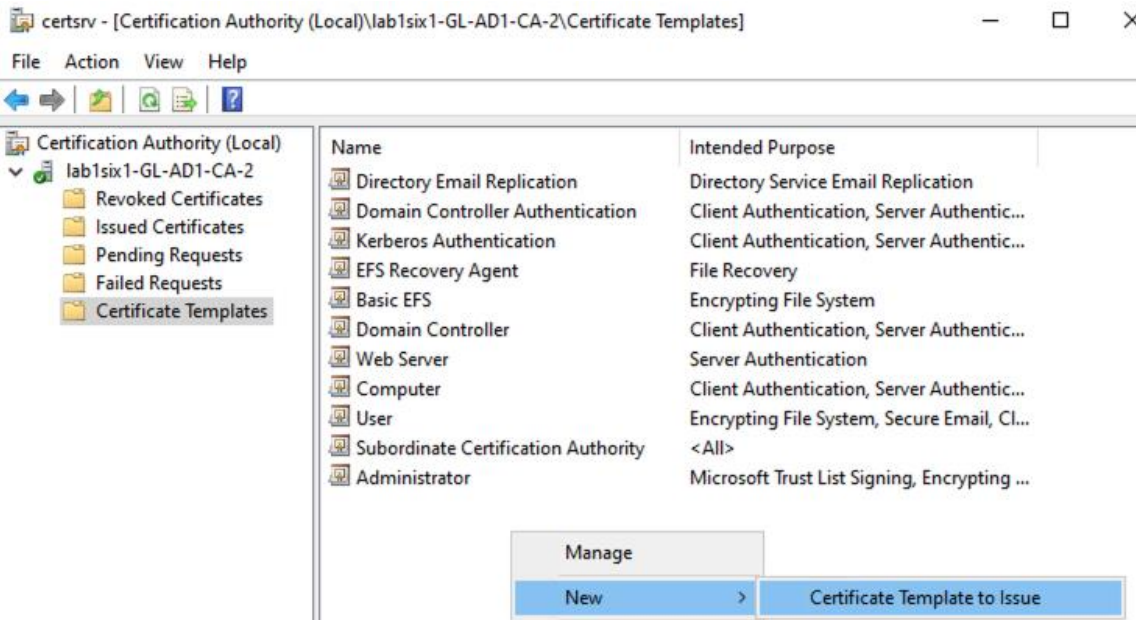 certsrv - [Certification Authority (Local)\lab1six1-GL-AD1-CA-2\Certificate Templates]
File Action View Help
Certification Authority (Local)
lab1six1-GL-AD1-CA-2
Revoked Certificates
Issued Certificates
Pending Requests
Failed Requests
Certificate Templates
Name Intended Purpose
Directory Email Replication Directory Service Email Replication
Domain Controller Authentication Client Authentication, Server Authentic...
Kerberos Authentication Client Authentication, Server Authentic...
EFS Recovery Agent File Recovery
Basic EFS Encrypting File System
Domain Controller Client Authentication, Server Authentic...
Web Server Server Authentication
Computer Client Authentication, Server Authentic...
User Encrypting File System, Secure Email, Cl...
Subordinate Certification Authority <All>
Administrator Microsoft Trust List Signing, Encrypting ...
Manage
New > Certificate Template to Issue